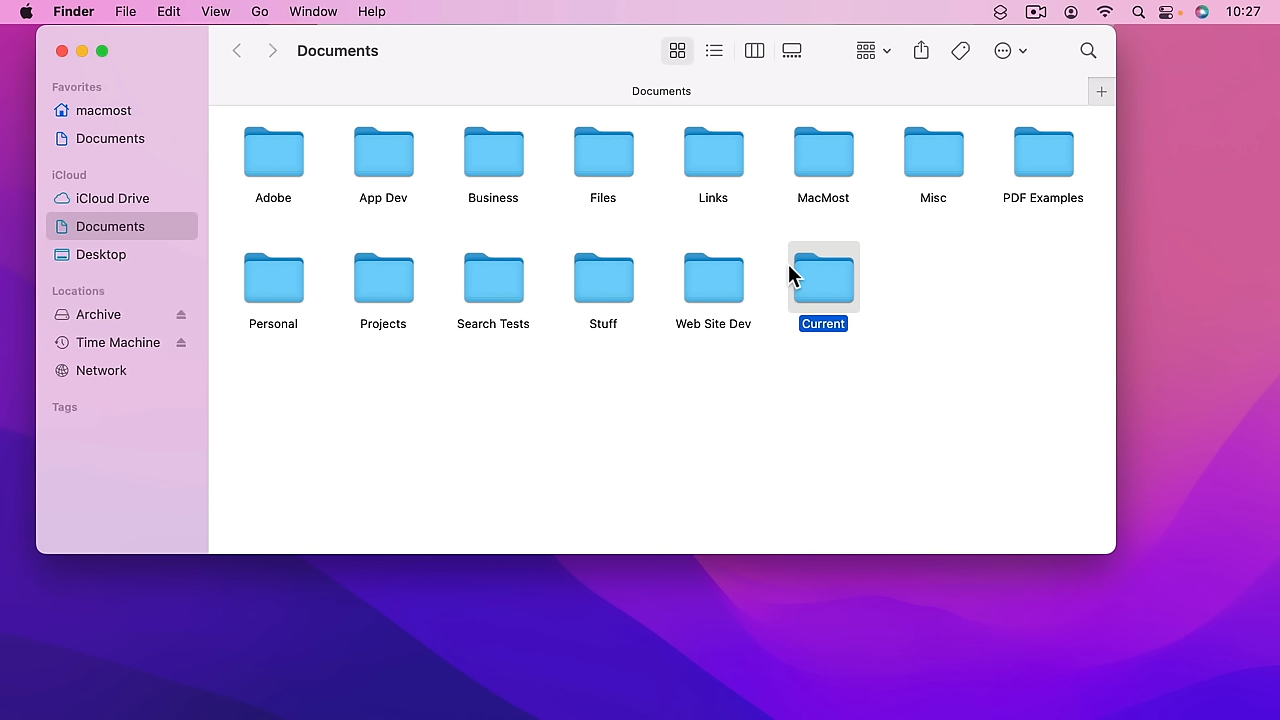 Finder File Edit View Go Window Help 10:27
Documents
Documents
Favorites
macmost
Documents
iCloud
iCloud Drive
Documents
Desktop
Locations
Archive
Time Machine
Network
Tags
Adobe App Dev Business Files Links MacMost Misc PDF Examples
Personal Projects Search Tests Stuff Web Site Dev Current